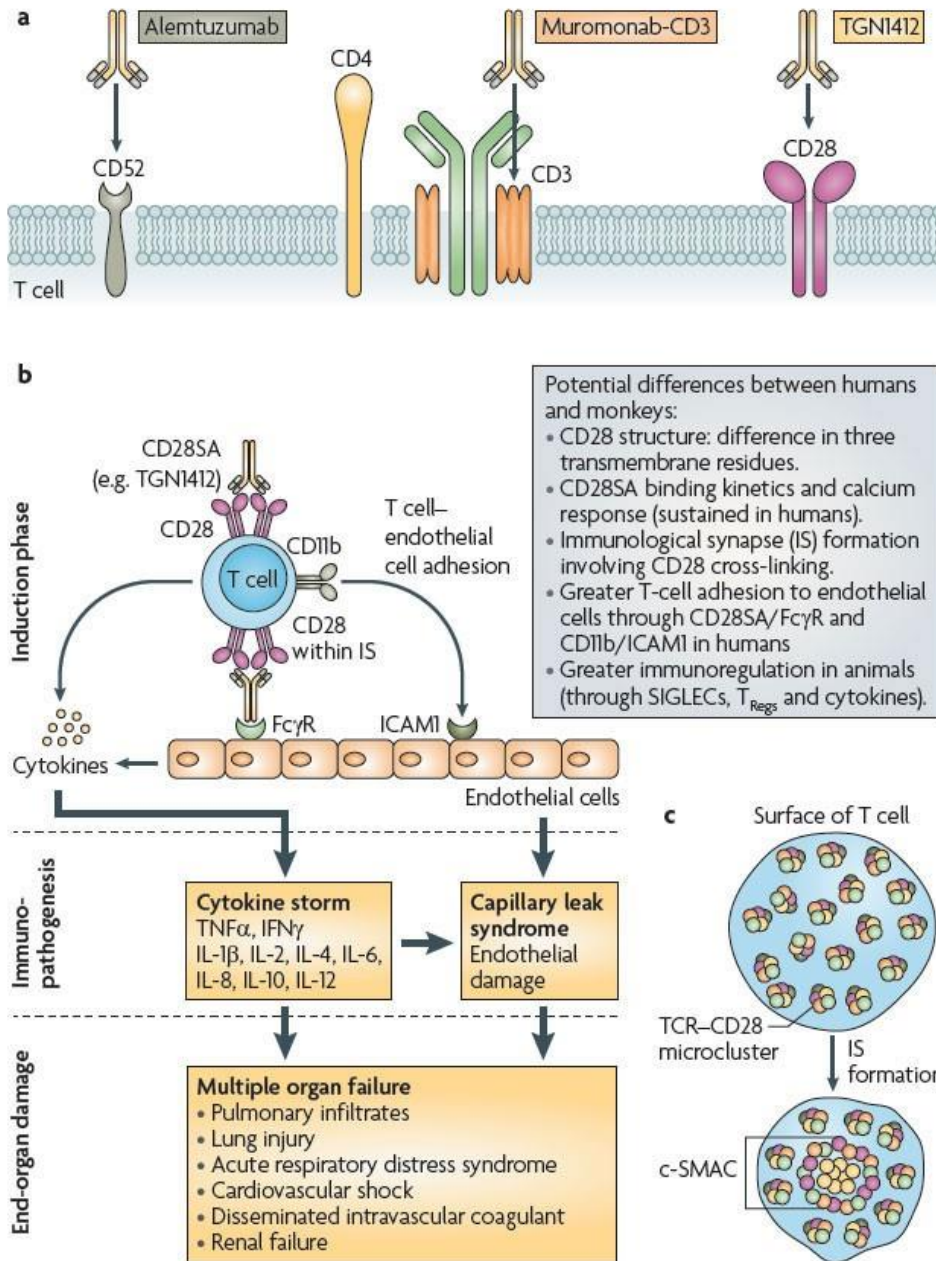 a
Alemtuzumab
Muromonab-CD3
TGN1412
CD4
CD52
CD3
CD28
T cell
b
Induction phase
CD28SA
(e.g. TGN1412)
CD28
CD11b
T cell
T cell–
endothelial
cell adhesion
CD28
within IS
FcγR
ICAM1
Cytokines
Endothelial cells
Potential differences between humans
and monkeys:
• CD28 structure: difference in three
transmembrane residues.
• CD28SA binding kinetics and calcium
response (sustained in humans).
• Immunological synapse (IS) formation
involving CD28 cross-linking.
• Greater T-cell adhesion to endothelial
cells through CD28SA/FcγR and
CD11b/ICAM1 in humans
• Greater immunoregulation in animals
(through SIGLECs, TRegs and cytokines).
Immuno-
pathogenesis
Cytokine storm
TNFα, IFNγ
IL-1β, IL-2, IL-4, IL-6,
IL-8, IL-10, IL-12
Capillary leak
syndrome
Endothelial
damage
End-organ damage
Multiple organ failure
• Pulmonary infiltrates
• Lung injury
• Acute respiratory distress syndrome
• Cardiovascular shock
• Disseminated intravascular coagulant
• Renal failure
c
Surface of T cell
TCR–CD28
microcluster
IS
formation
c-SMAC